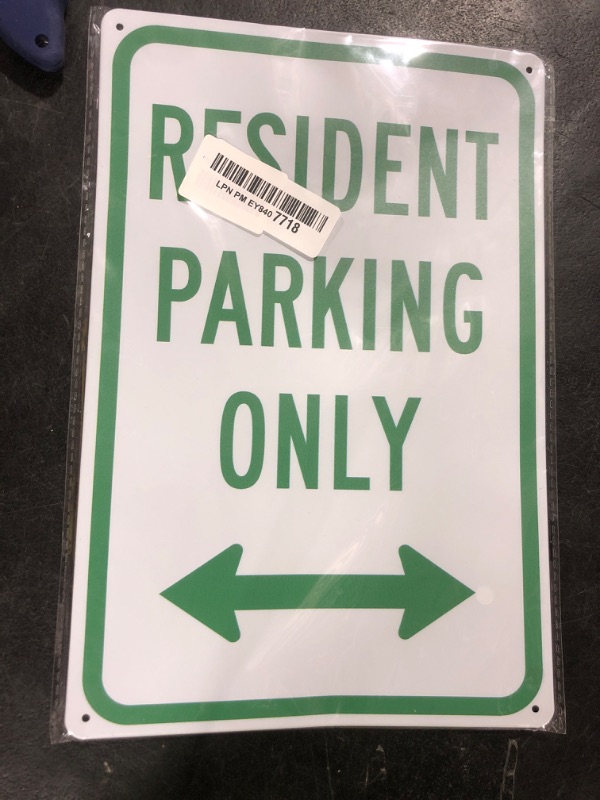 RESIDENT
LPN PM EY840 7718
PARKING
ONLY